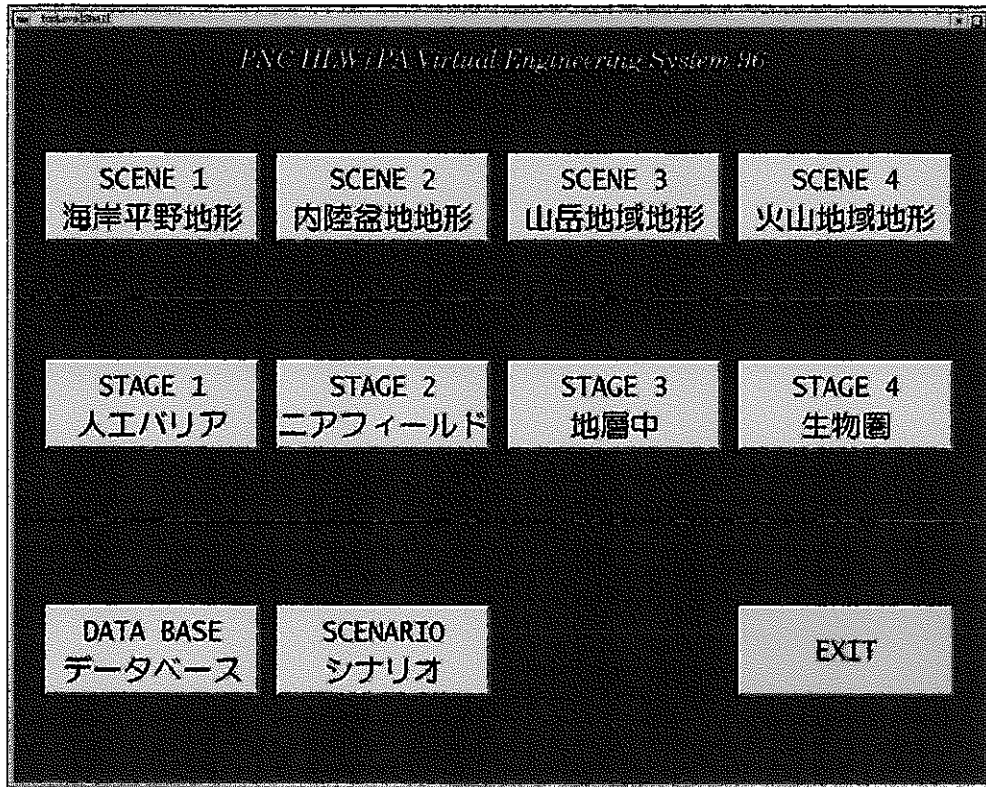 TopLevelShell
PNC HLW/PA Virtual Engineering System 96
SCENE 1
海岸平野地形
SCENE 2
内陸盆地地形
SCENE 3
山岳地域地形
SCENE 4
火山地域地形
STAGE 1
人工バリア
STAGE 2
ニアフィールド
STAGE 3
地層中
STAGE 4
生物圏
DATA BASE
データベース
SCENARIO
シナリオ
EXIT